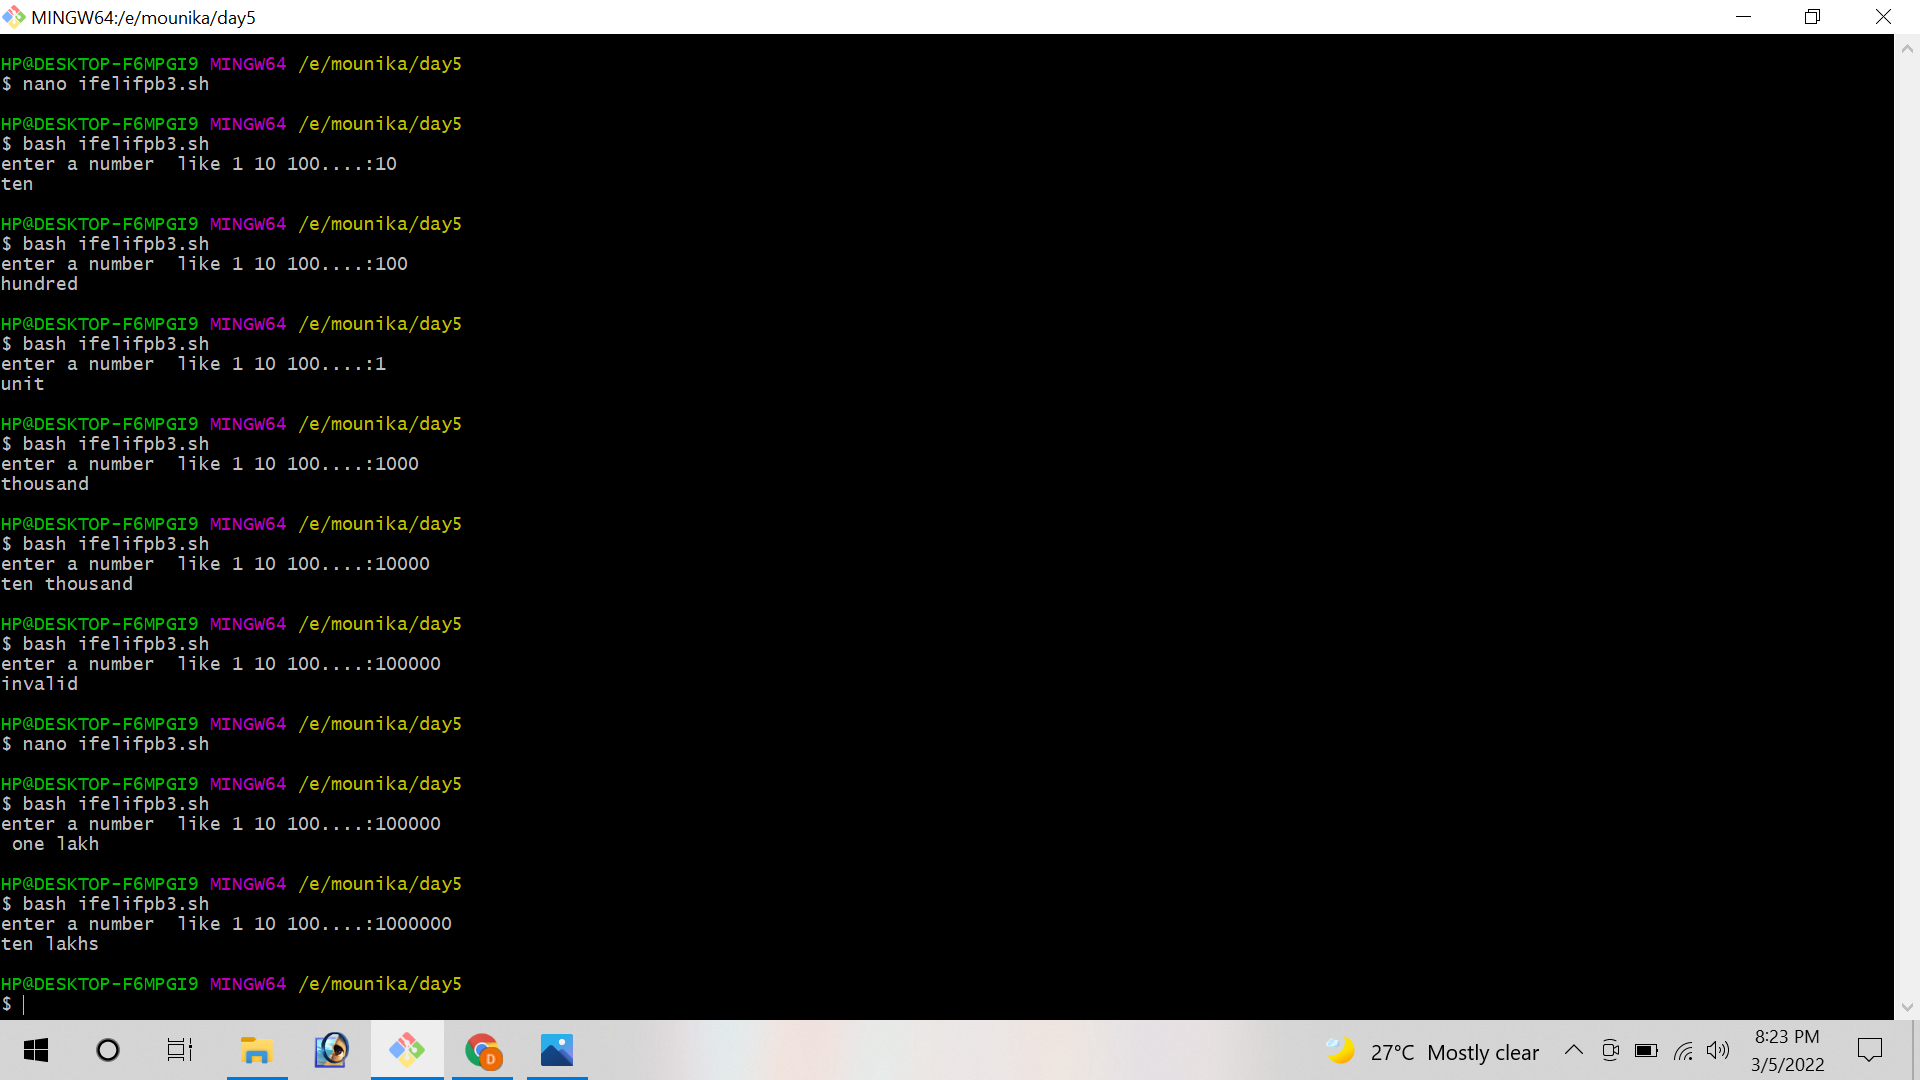 MINGW64:/e/mounika/day5
HP@DESKTOP-F6MPGI9 MINGW64 /e/mounika/day5
$ nano ifelifpb3.sh
HP@DESKTOP-F6MPGI9 MINGW64 /e/mounika/day5
$ bash ifelifpb3.sh
enter a number  like 1 10 100....:10
ten
HP@DESKTOP-F6MPGI9 MINGW64 /e/mounika/day5
$ bash ifelifpb3.sh
enter a number  like 1 10 100....:100
hundred
HP@DESKTOP-F6MPGI9 MINGW64 /e/mounika/day5
$ bash ifelifpb3.sh
enter a number  like 1 10 100....:1
unit
HP@DESKTOP-F6MPGI9 MINGW64 /e/mounika/day5
$ bash ifelifpb3.sh
enter a number  like 1 10 100....:1000
thousand
HP@DESKTOP-F6MPGI9 MINGW64 /e/mounika/day5
$ bash ifelifpb3.sh
enter a number  like 1 10 100....:10000
ten thousand
HP@DESKTOP-F6MPGI9 MINGW64 /e/mounika/day5
$ bash ifelifpb3.sh
enter a number  like 1 10 100....:100000
invalid
HP@DESKTOP-F6MPGI9 MINGW64 /e/mounika/day5
$ nano ifelifpb3.sh
HP@DESKTOP-F6MPGI9 MINGW64 /e/mounika/day5
$ bash ifelifpb3.sh
enter a number  like 1 10 100....:100000
 one lakh
HP@DESKTOP-F6MPGI9 MINGW64 /e/mounika/day5
$ bash ifelifpb3.sh
enter a number  like 1 10 100....:1000000
ten lakhs
HP@DESKTOP-F6MPGI9 MINGW64 /e/mounika/day5
$
D
27°C Mostly clear
8:23 PM
3/5/2022